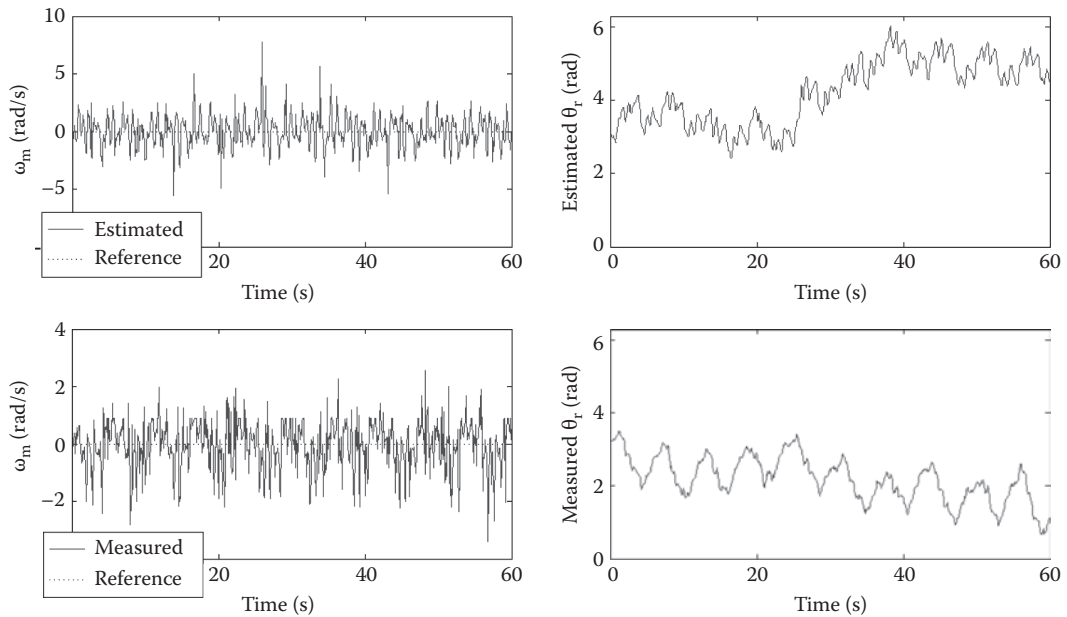 10
5
0
−5
ω_m (rad/s)
Estimated
Reference
20
40
60
Time (s)
6
4
2
0
Estimated θ_r (rad)
0
20
40
60
Time (s)
4
2
0
−2
ω_m (rad/s)
Measured
Reference
20
40
60
Time (s)
6
4
2
0
Measured θ_r (rad)
0
20
40
60
Time (s)